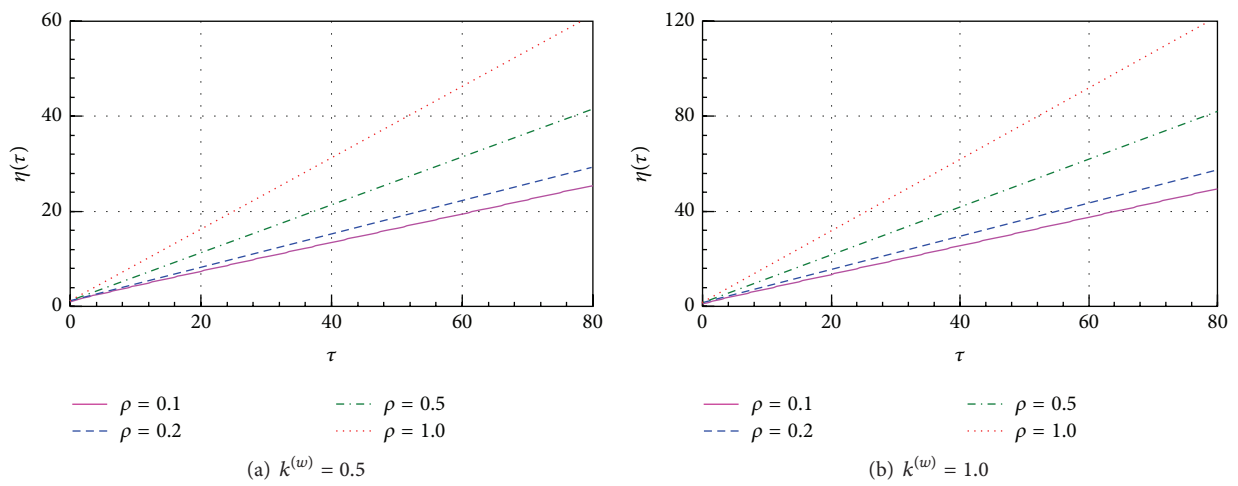 60
40
20
0
η(τ)
0 20 40 60 80
τ
ρ = 0.1
ρ = 0.2
ρ = 0.5
ρ = 1.0
(a) k^(w) = 0.5
120
80
40
0
η(τ)
0 20 40 60 80
τ
ρ = 0.1
ρ = 0.2
ρ = 0.5
ρ = 1.0
(b) k^(w) = 1.0